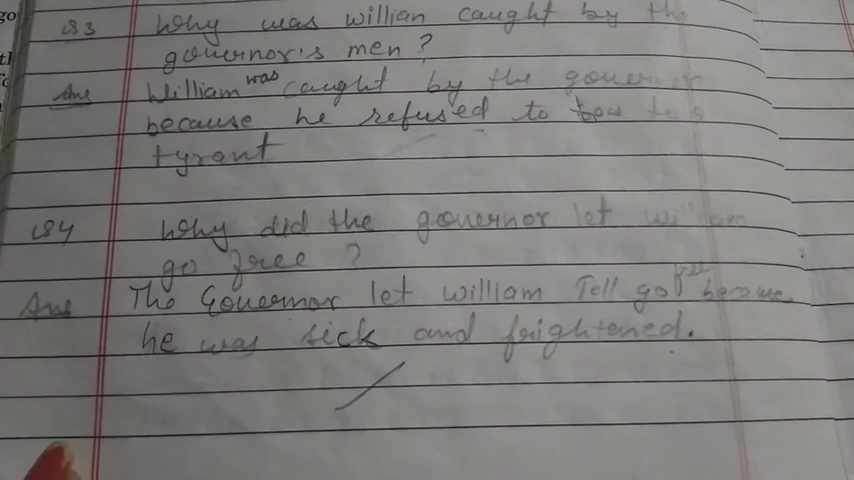 Q3 Why was willian caught by the
governor's men?
Ans William was caught by the governor
because he refused to bow to a
tyrant
Q4 Why did the governor let william
go free?
Ans The Governor let william Tell go free because
he was sick and frightened.